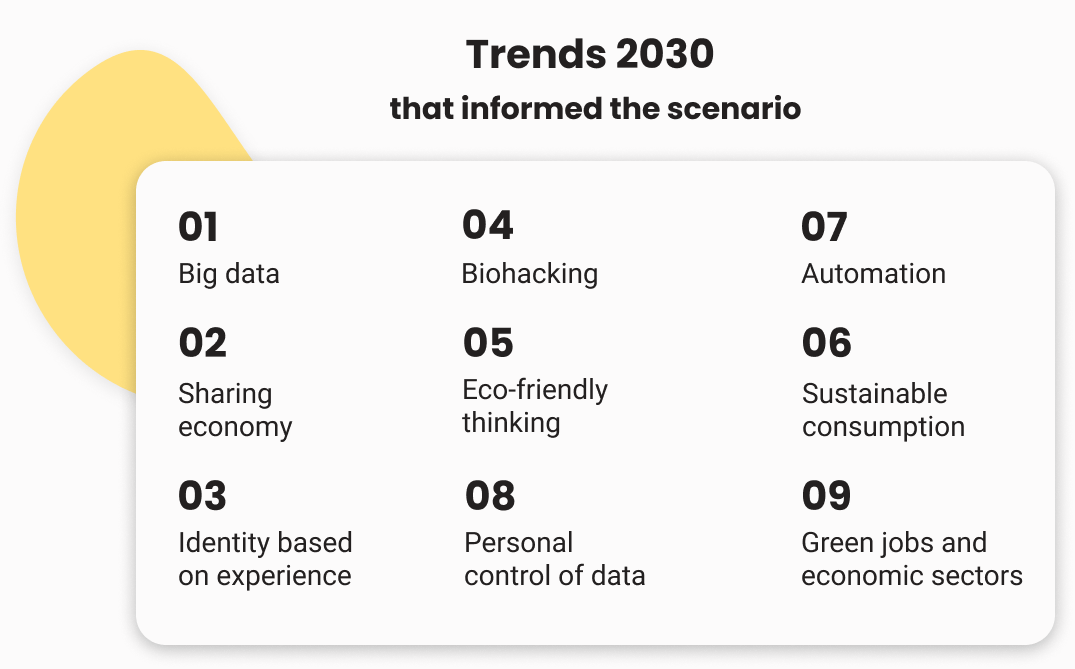 Trends 2030
that informed the scenario
01
Big data
02
Sharing
economy
03
Identity based
on experience
04
Biohacking
05
Eco-friendly
thinking
08
Personal
control of data
07
Automation
06
Sustainable
consumption
09
Green jobs and
economic sectors